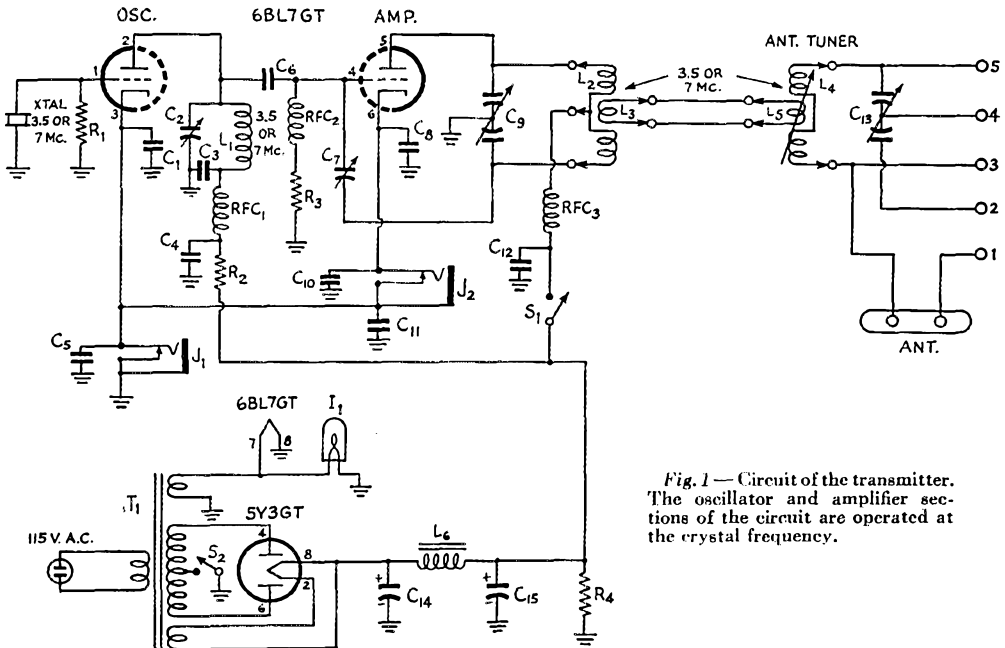 OSC.
6BL7GT
AMP.
ANT. TUNER
2
1
3
XTAL
3.5 OR
7 MC.
R1
C1
C2
C3
3.5
OR
7 MC.
L1
C6
RFC2
R3
C7
4
5
6
C8
C9
L2
L3
3.5 OR
7 MC.
L4
L5
C13
5
4
3
2
1
ANT.
RFC1
C4
R2
C10
J2
C11
RFC3
C12
S1
C5
J1
6BL7GT
I1
7
8
T1
115 V. A.C.
S2
5Y3GT
4
8
2
6
L6
+
-
C14
+
-
C15
R4
Fig. 1 — Circuit of the transmitter.
The oscillator and amplifier sec-
tions of the circuit are operated at
the crystal frequency.